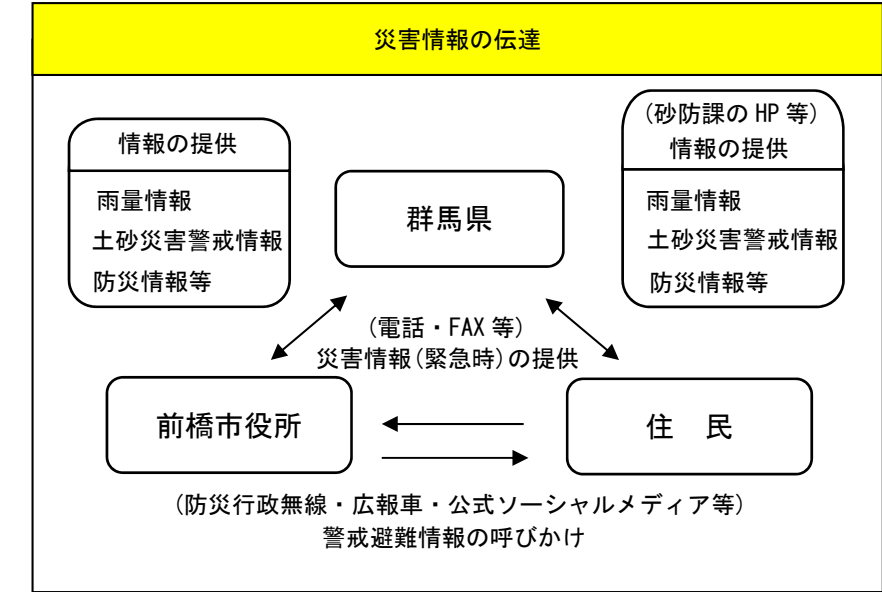 災害情報の伝達
情報の提供
雨量情報
土砂災害警戒情報
防災情報等
群馬県
(砂防課の HP 等)
情報の提供
雨量情報
土砂災害警戒情報
防災情報等
(電話・FAX 等)
災害情報(緊急時)の提供
前橋市役所
住　民
(防災行政無線・広報車・公式ソーシャルメディア等)
警戒避難情報の呼びかけ